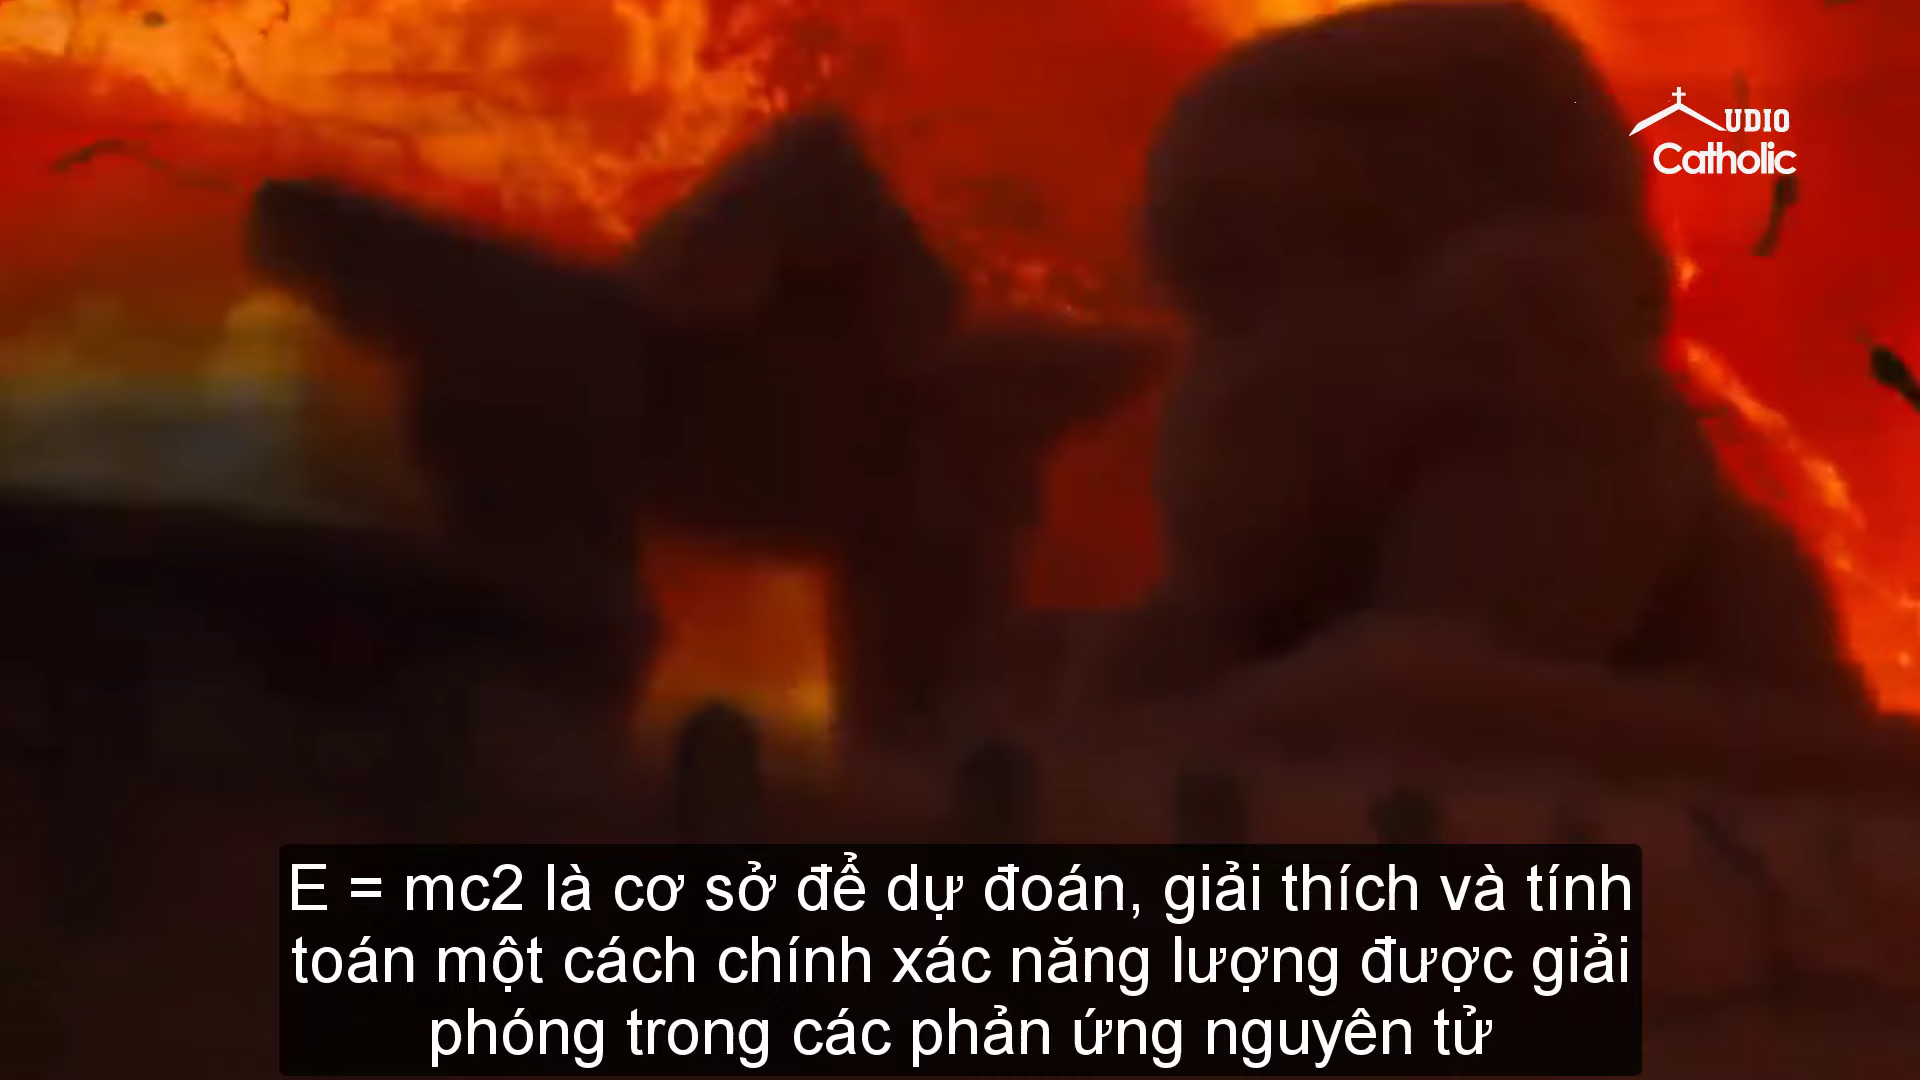 UDIO
Catholic
E = mc2 là cơ sở để dự đoán, giải thích và tính
toán một cách chính xác năng lượng được giải
phóng trong các phản ứng nguyên tử